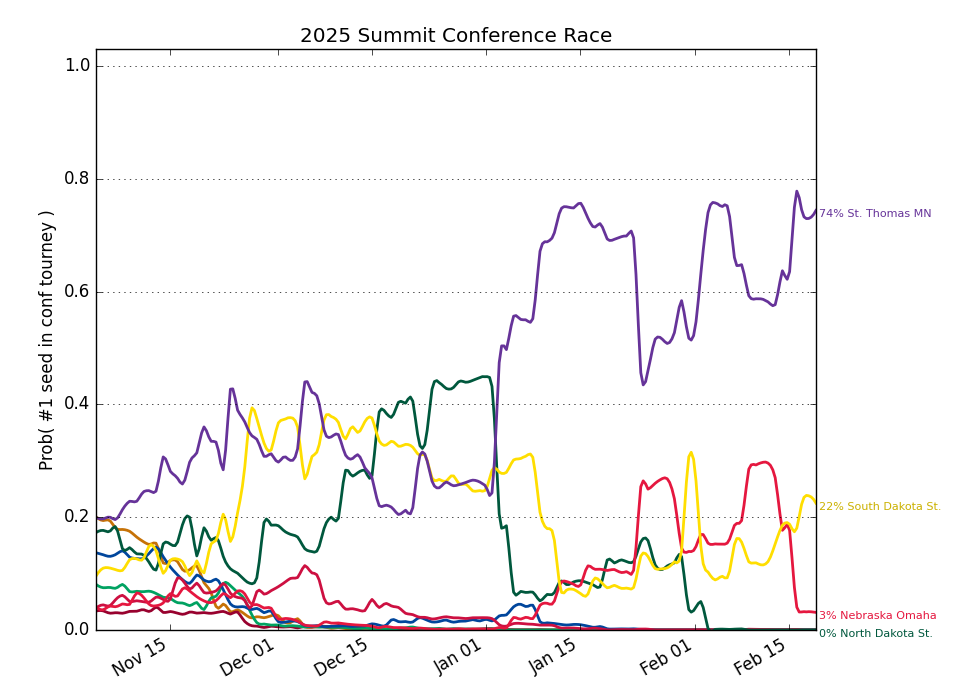 2025 Summit Conference Race
Prob( #1 seed in conf tourney )
1.0
0.8
0.6
0.4
0.2
0.0
74% St. Thomas MN
22% South Dakota St.
3% Nebraska Omaha
0% North Dakota St.
Nov 15
Dec 01
Dec 15
Jan 01
Jan 15
Feb 01
Feb 15